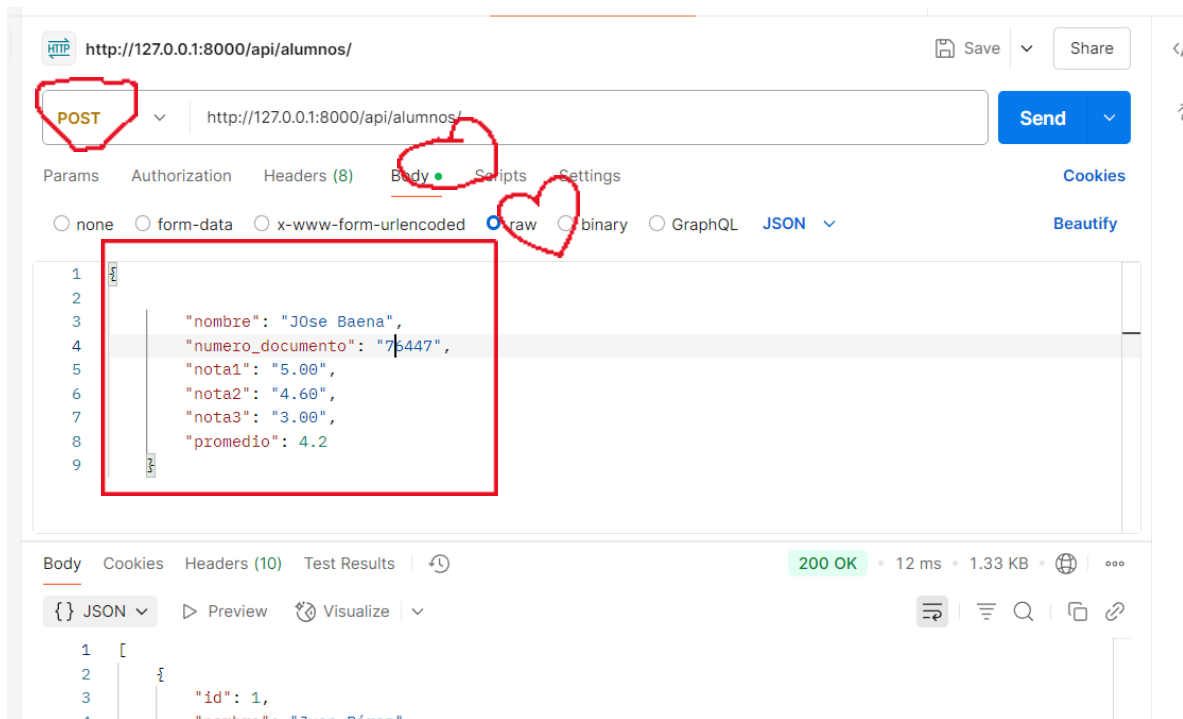 HTTP http://127.0.0.1:8000/api/alumnos/ Save Share
POST http://127.0.0.1:8000/api/alumnos/ Send
Params Authorization Headers (8) Body Scripts Settings Cookies
none form-data x-www-form-urlencoded raw binary GraphQL JSON Beautify
1 {
2
3 "nombre": "JOse Baena",
4 "numero_documento": "76447",
5 "nota1": "5.00",
6 "nota2": "4.60",
7 "nota3": "3.00",
8 "promedio": 4.2
9 }
Body Cookies Headers (10) Test Results 200 OK 12 ms 1.33 KB
{} JSON Preview Visualize
1 [
2 {
3 "id": 1,